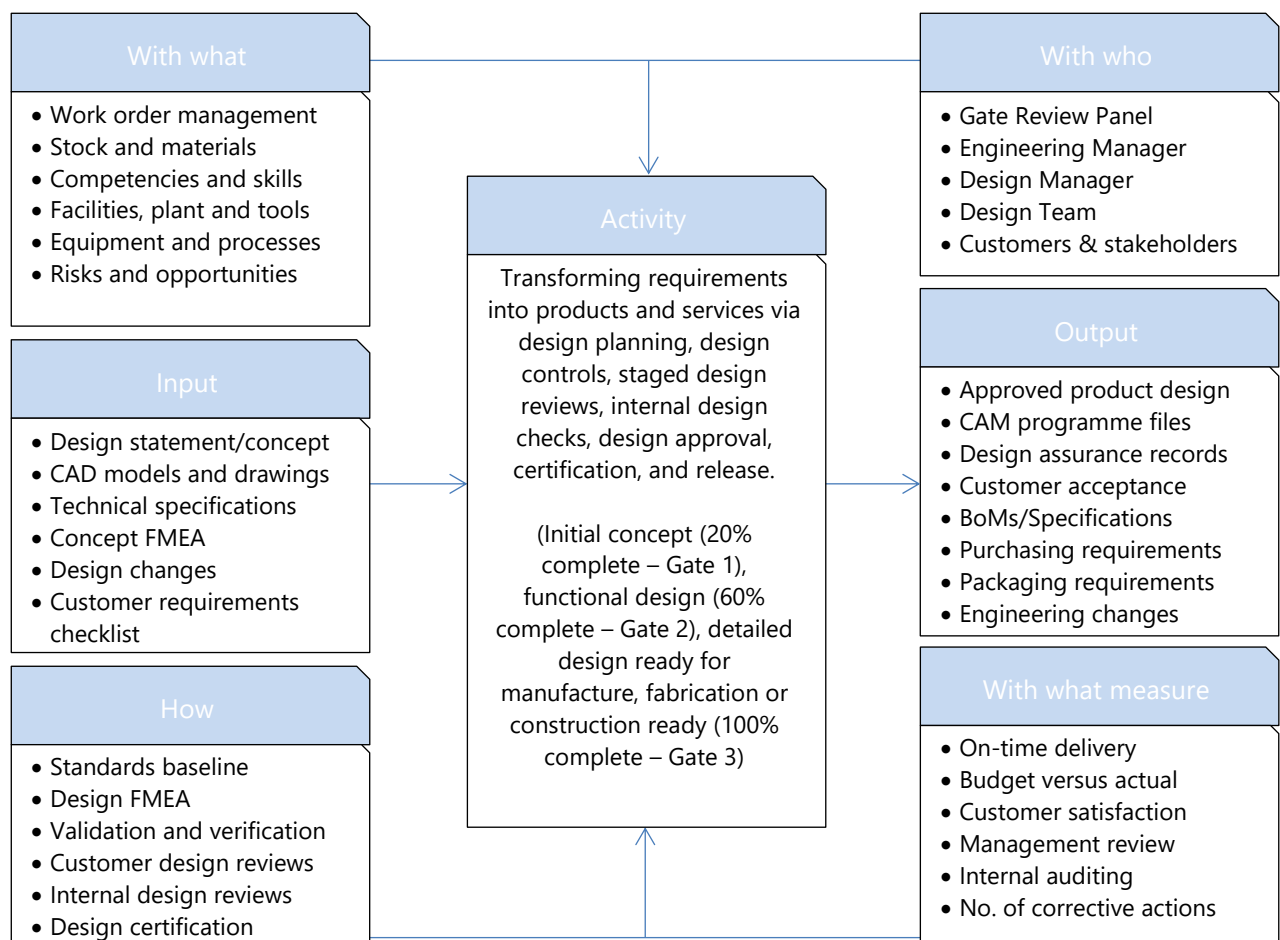 With what
• Work order management
• Stock and materials
• Competencies and skills
• Facilities, plant and tools
• Equipment and processes
• Risks and opportunities
Input
• Design statement/concept
• CAD models and drawings
• Technical specifications
• Concept FMEA
• Design changes
• Customer requirements
checklist
How
• Standards baseline
• Design FMEA
• Validation and verification
• Customer design reviews
• Internal design reviews
• Design certification
Activity
Transforming requirements
into products and services via
design planning, design
controls, staged design
reviews, internal design
checks, design approval,
certification, and release.
(Initial concept (20%
complete – Gate 1),
functional design (60%
complete – Gate 2), detailed
design ready for
manufacture, fabrication or
construction ready (100%
complete – Gate 3)
With who
• Gate Review Panel
• Engineering Manager
• Design Manager
• Design Team
• Customers & stakeholders
Output
• Approved product design
• CAM programme files
• Design assurance records
• Customer acceptance
• BoMs/Specifications
• Purchasing requirements
• Packaging requirements
• Engineering changes
With what measure
• On-time delivery
• Budget versus actual
• Customer satisfaction
• Management review
• Internal auditing
• No. of corrective actions